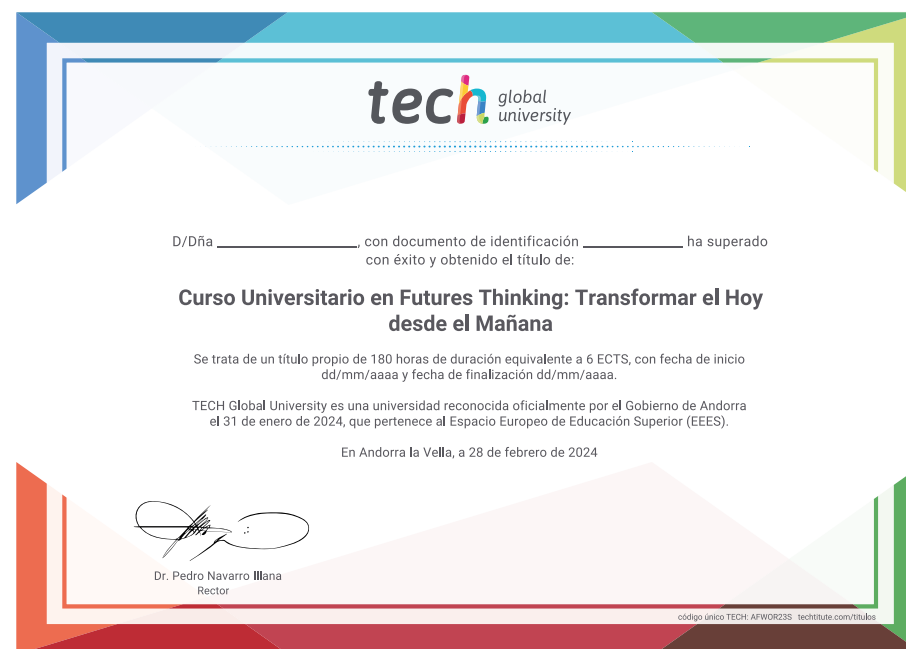 tech global
university
D/Dña ____________________, con documento de identificación ______________ ha superado
con éxito y obtenido el título de:
Curso Universitario en Futures Thinking: Transformar el Hoy
desde el Mañana
Se trata de un título propio de 180 horas de duración equivalente a 6 ECTS, con fecha de inicio
dd/mm/aaaa y fecha de finalización dd/mm/aaaa.
TECH Global University es una universidad reconocida oficialmente por el Gobierno de Andorra
el 31 de enero de 2024, que pertenece al Espacio Europeo de Educación Superior (EEES).
En Andorra la Vella, a 28 de febrero de 2024
Dr. Pedro Navarro Illana
Rector
código único TECH: AFWOR23S techtitute.com/titulos